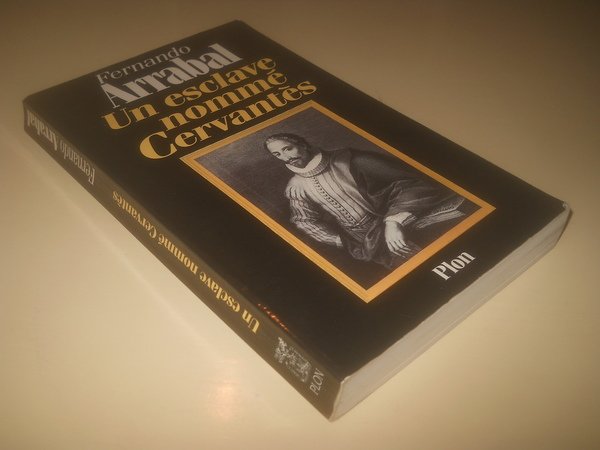 Fernando
Arrabal
Un esclave
nommé
Cervantès
Plon
Fernando Arrabal
Un esclave nommé Cervantès
PLON